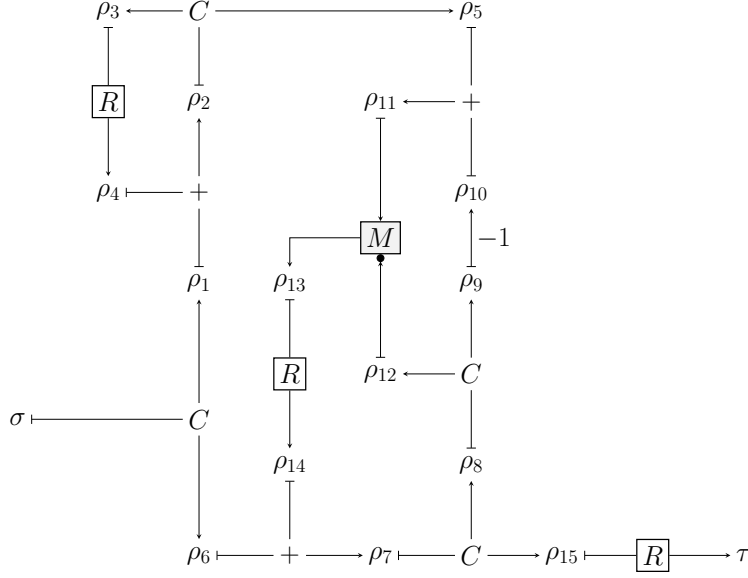 ρ₃ C ρ₅
R ρ₂ ρ₁₁ +
ρ₄ + ρ₁₀
M −1
ρ₁ ρ₁₃ ρ₉
R ρ₁₂ C
σ C
ρ₁₄ ρ₈
ρ₆ + ρ₇ C ρ₁₅ R τ